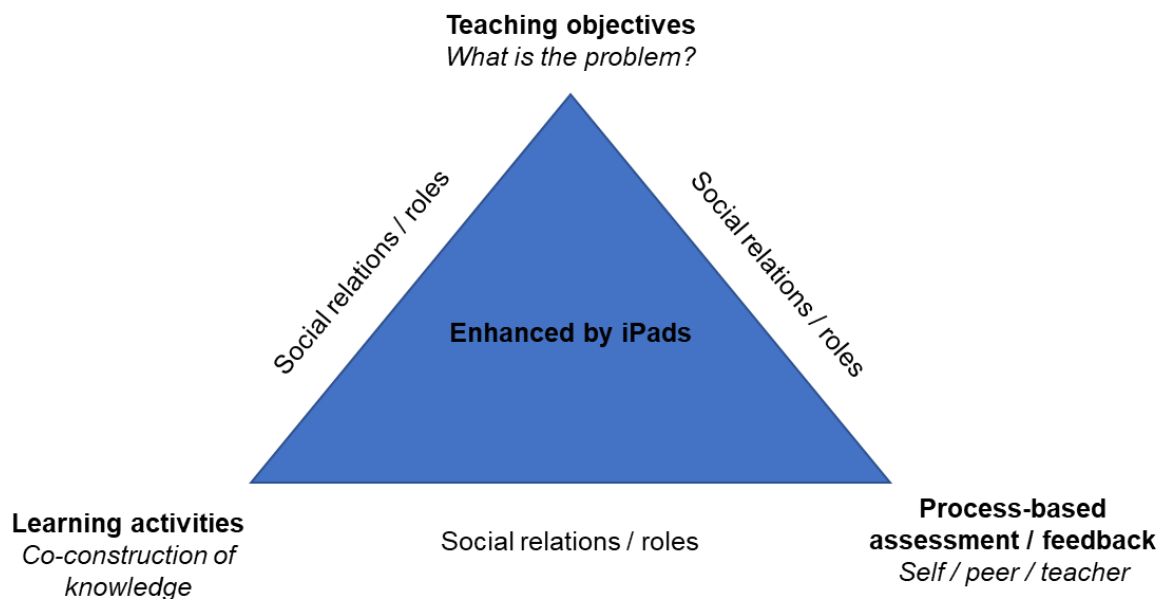 Teaching objectives
What is the problem?
Social relations / roles
Social relations / roles
Enhanced by iPads
Learning activities
Co-construction of
knowledge
Social relations / roles
Process-based
assessment / feedback
Self / peer / teacher